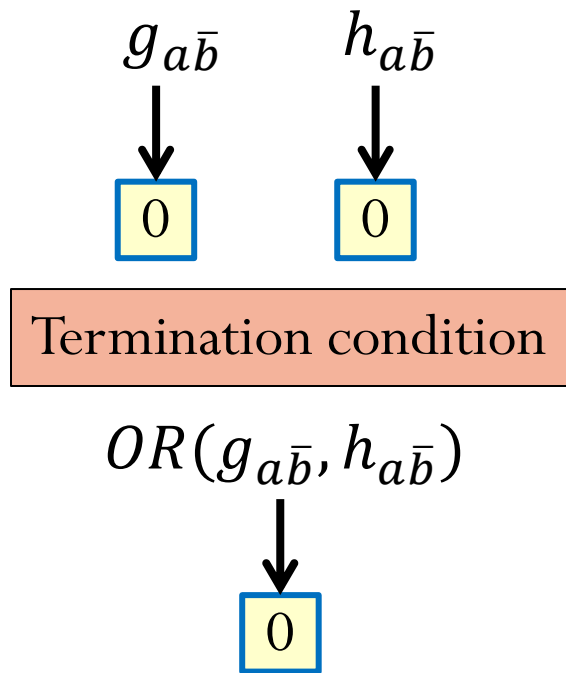 $g_{a\bar{b}}$ $h_{a\bar{b}}$
0 0
Termination condition
$OR(g_{a\bar{b}}, h_{a\bar{b}})$
0